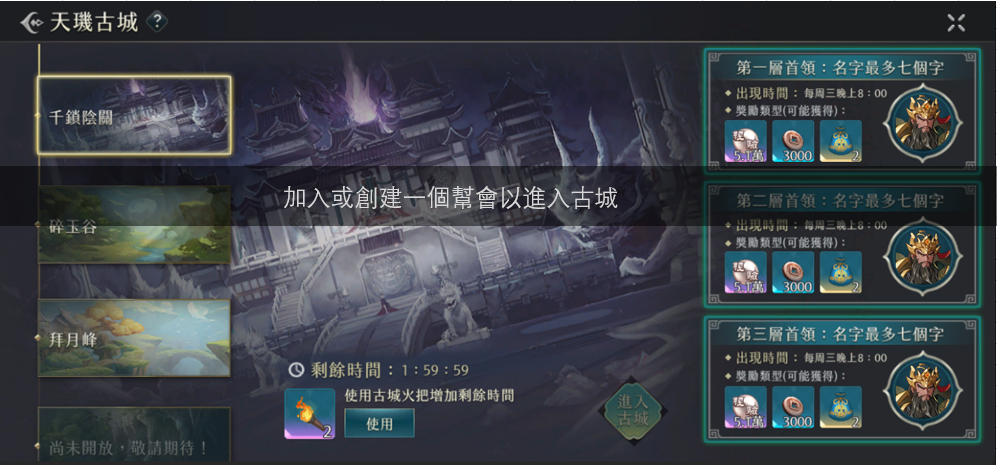 天璣古城 ?
千鎖陰關
碎玉谷
拜月峰
尚未開放，敬請期待！
加入或創建一個幫會以進入古城
剩餘時間：1：59：59
使用古城火把增加剩餘時間
2
使用
進入
古城
第一層首領：名字最多七個字
出現時間：每周三晚上8：00
獎勵類型(可能獲得)：
經驗
5.1萬 3000 2
第二層首領：名字最多七個字
出現時間：每周三晚上8：00
獎勵類型(可能獲得)：
經驗
5.1萬 3000 2
第三層首領：名字最多七個字
出現時間：每周三晚上8：00
獎勵類型(可能獲得)：
經驗
5.1萬 3000 2